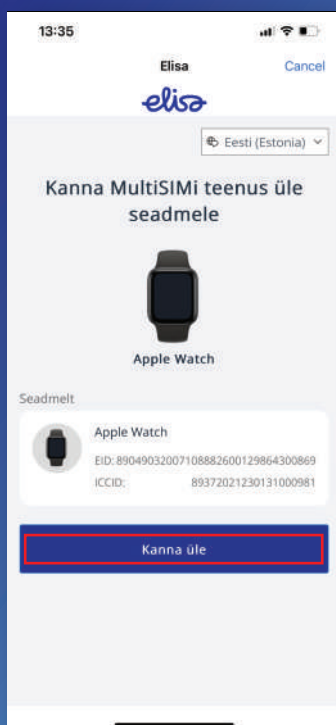 13:35
Elisa
Cancel
elisa
Eesti (Estonia)
Kanna MultiSIMi teenus üle
seadmele
Apple Watch
Seadmelt
Apple Watch
EID: 89049032007108882600129864300869
ICCID: 89372021230131000981
Kanna üle